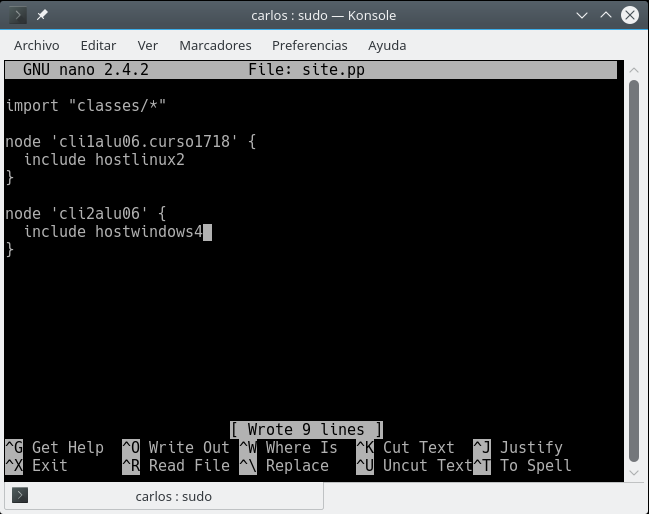 carlos : sudo — Konsole
Archivo Editar Ver Marcadores Preferencias Ayuda
GNU nano 2.4.2 File: site.pp
import "classes/*"
node 'cli1alu06.curso1718' {
  include hostlinux2
}
node 'cli2alu06' {
  include hostwindows4
}
[ Wrote 9 lines ]
^G Get Help ^O Write Out ^W Where Is ^K Cut Text ^J Justify
^X Exit ^R Read File ^\ Replace ^U Uncut Text ^T To Spell
carlos : sudo